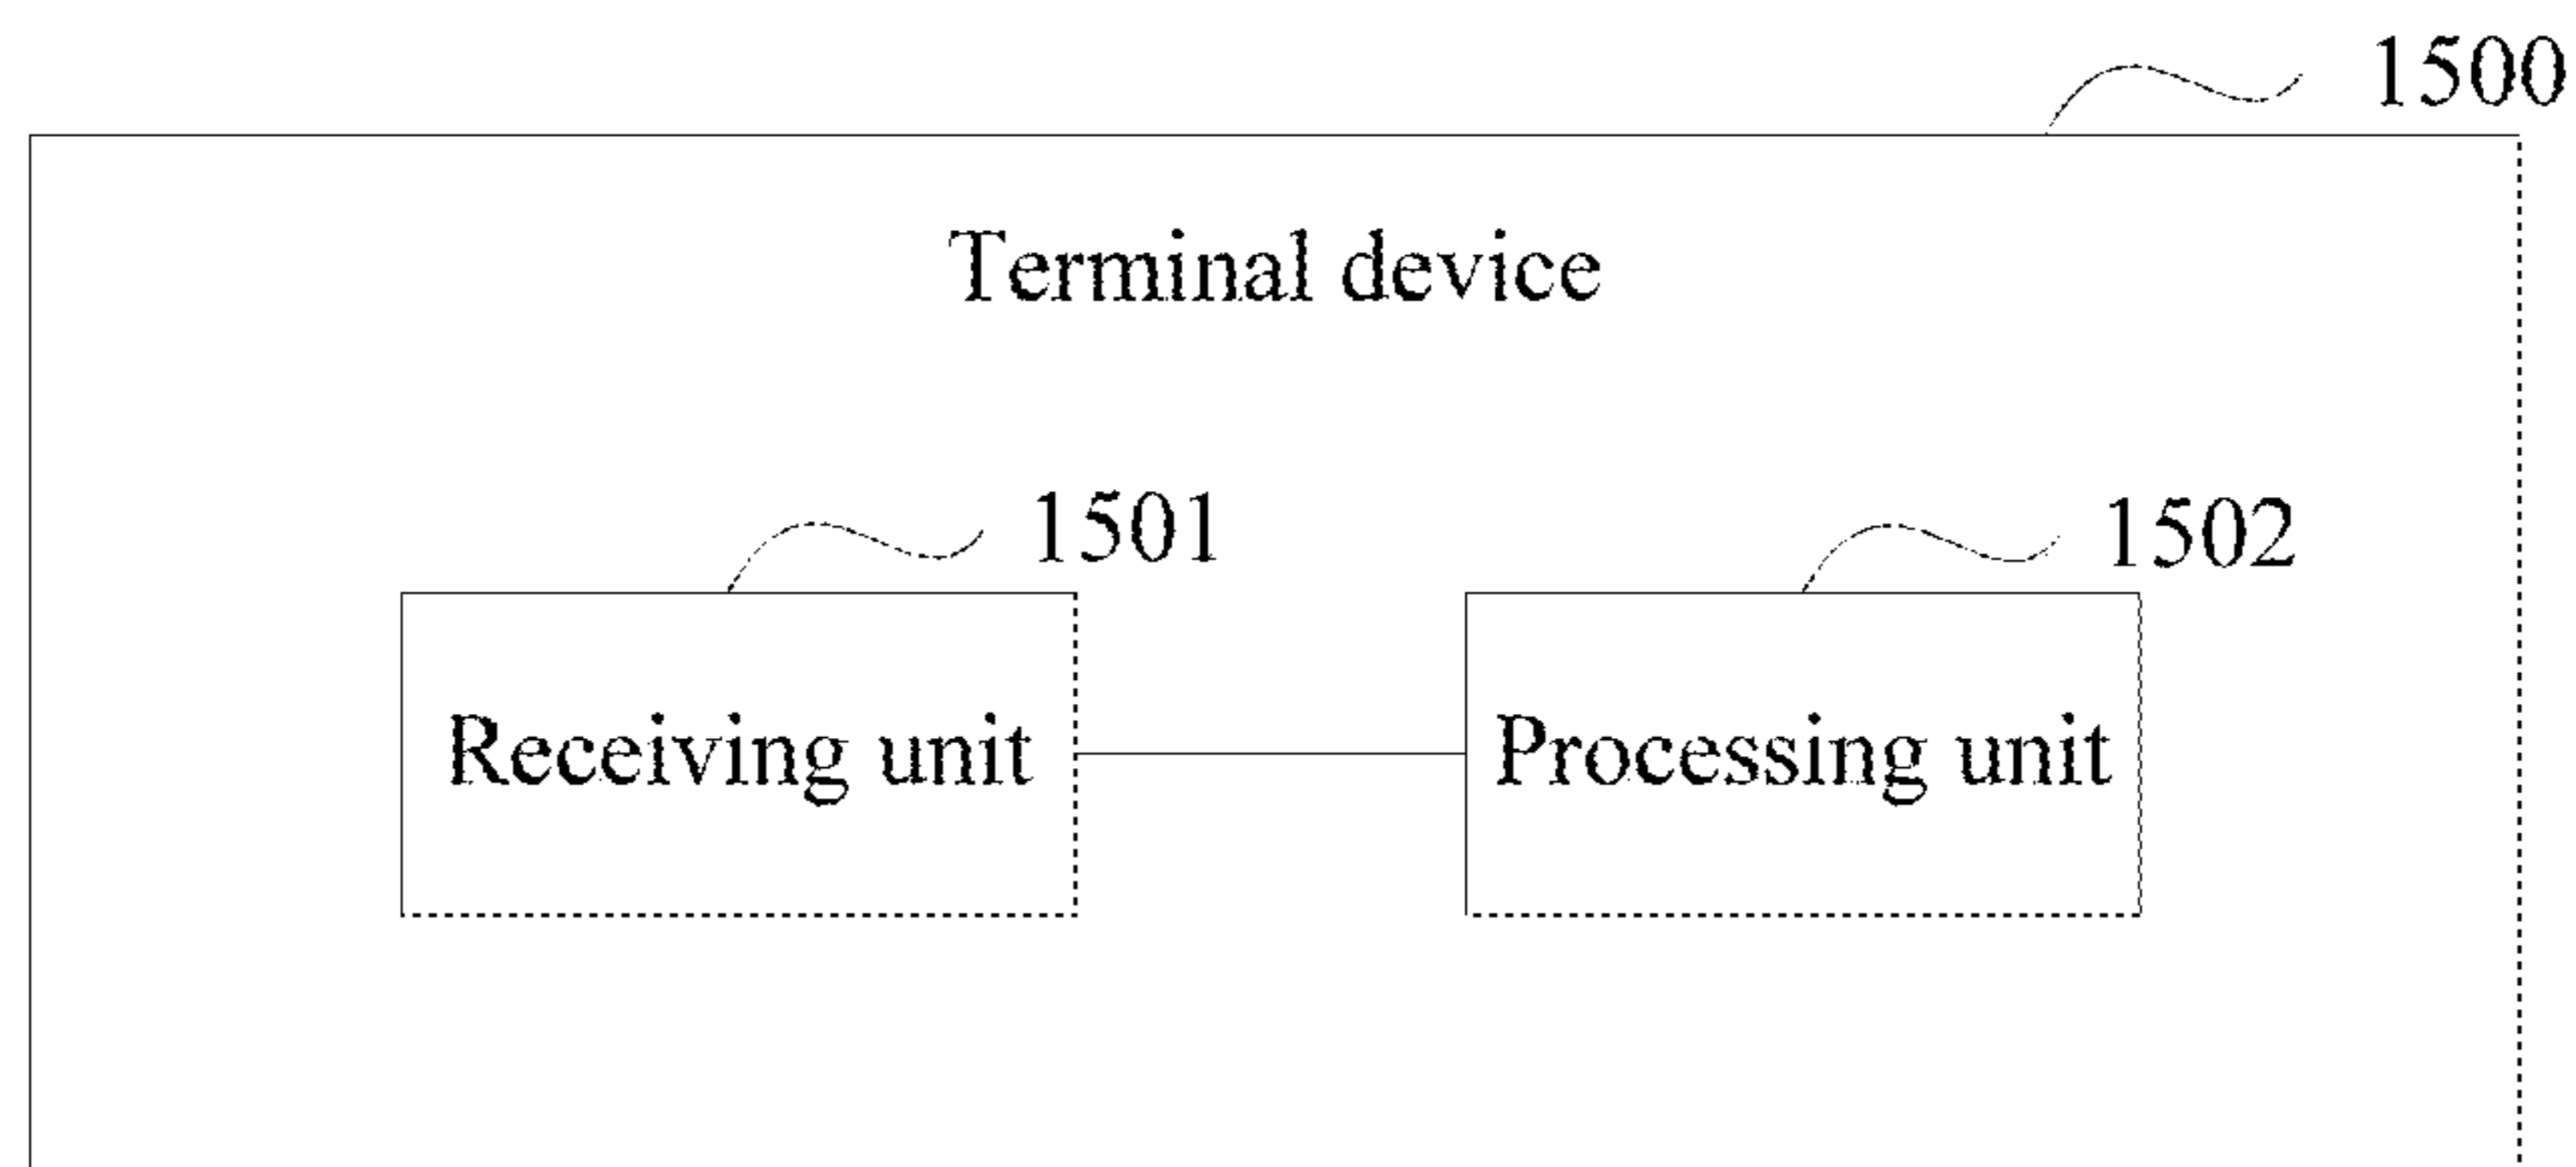 1500
Terminal device
1501
1502
Receiving unit
Processing unit